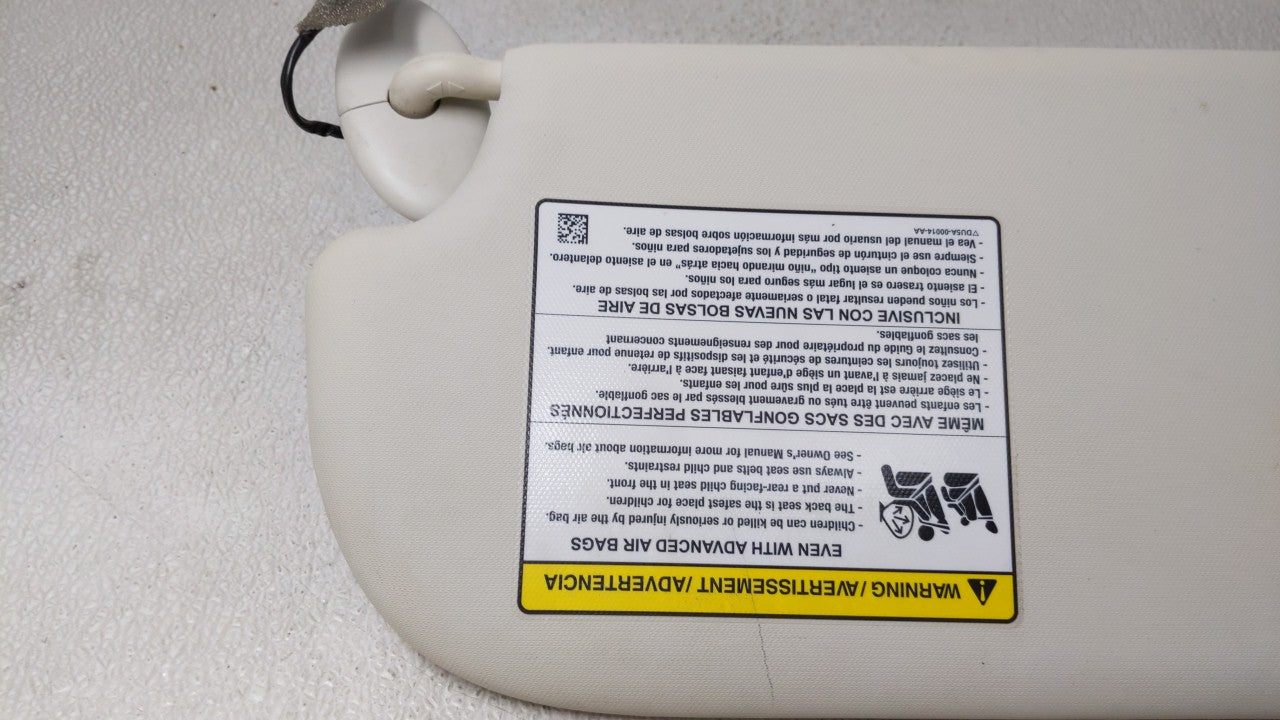 WARNING / AVERTISSEMENT / ADVERTENCIA
EVEN WITH ADVANCED AIR BAGS
- Children can be killed or seriously injured by the air bag.
- The back seat is the safest place for children.
- Never put a rear-facing child seat in the front.
- Always use seat belts and child restraints.
- See Owner's Manual for more information about air bags.
MÊME AVEC DES SACS GONFLABLES PERFECTIONNÉS
- Les enfants peuvent être tués ou gravement blessés par le sac gonflable.
- Le siège arrière est la place la plus sûre pour les enfants.
- Ne placez jamais à l'avant un siège d'enfant faisant face à l'arrière.
- Utilisez toujours les ceintures de sécurité et les dispositifs de retenue pour enfant.
- Consultez le Guide du propriétaire pour des renseignements concernant
les sacs gonflables.
INCLUSIVE CON LAS NUEVAS BOLSAS DE AIRE
- Los niños pueden resultar fatal o seriamente afectados por las bolsas de aire.
- El asiento trasero es el lugar más seguro para los niños.
- Nunca coloque un asiento tipo "niño mirando hacia atrás" en el asiento delantero.
- Siempre use el cinturón de seguridad y los sujetadores para niños.
- Vea el manual del usuario por más información sobre bolsas de aire.
DU5A-00014-AA